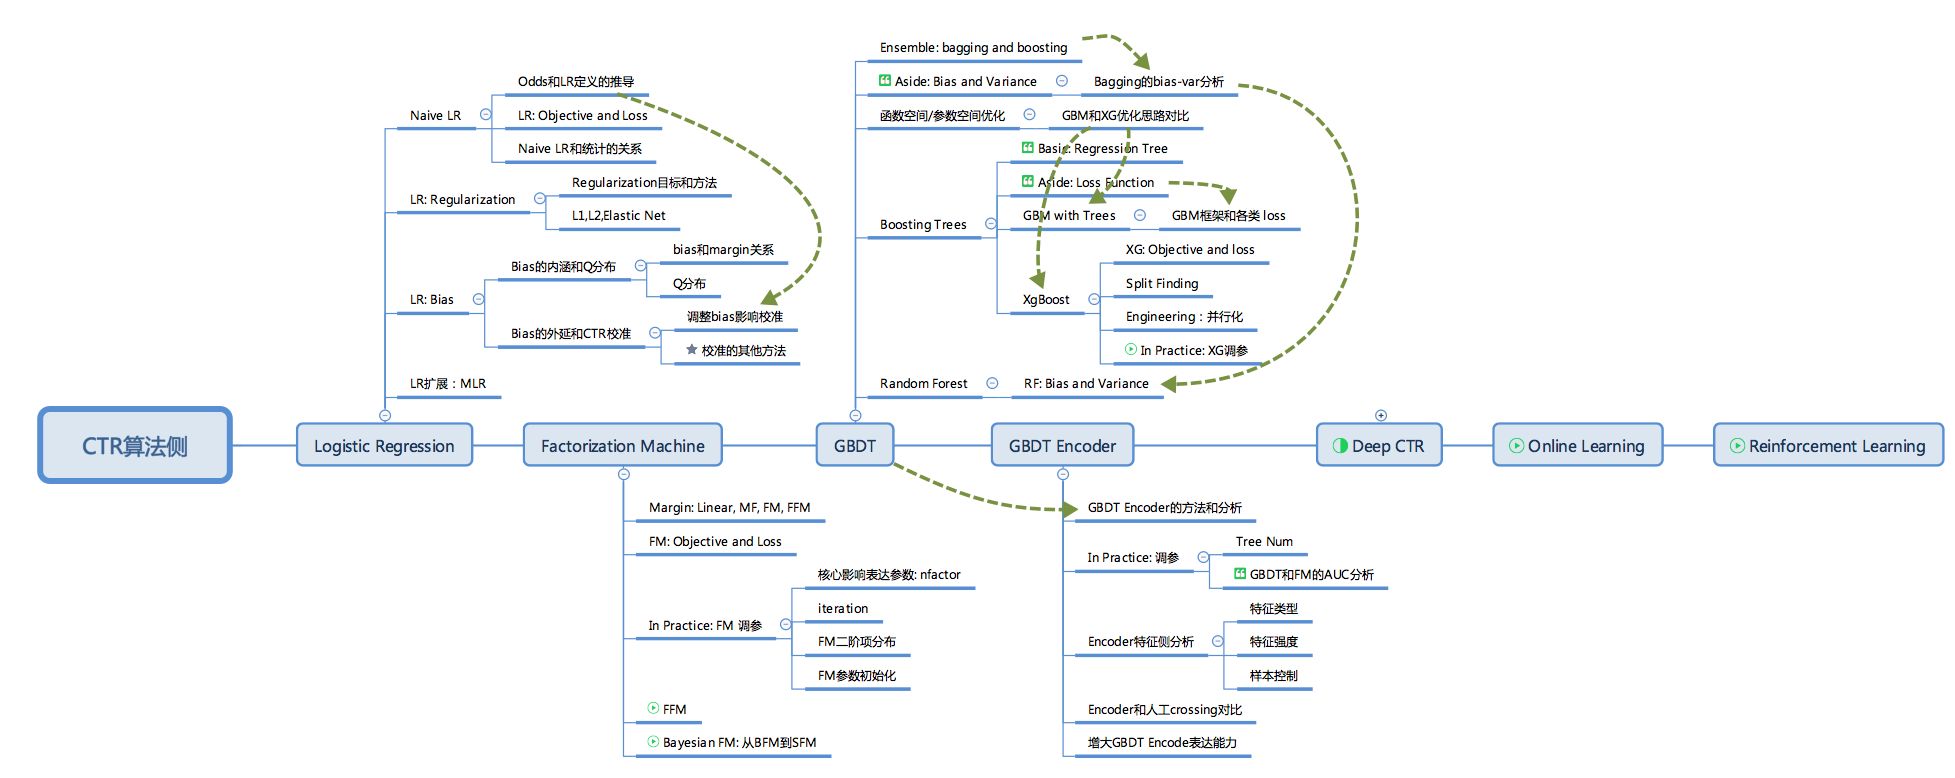 CTR算法侧
Logistic Regression
Naive LR
Odds和LR定义的推导
LR: Objective and Loss
Naive LR和统计的关系
LR: Regularization
Regularization目标和方法
L1,L2,Elastic Net
LR: Bias
Bias的内涵和Q分布
bias和margin关系
Q分布
Bias的外延和CTR校准
调整bias影响校准
校准的其他方法
LR扩展：MLR
Factorization Machine
Margin: Linear, MF, FM, FFM
FM: Objective and Loss
In Practice: FM 调参
核心影响表达参数: nfactor
iteration
FM二阶项分布
FM参数初始化
FFM
Bayesian FM: 从BFM到SFM
GBDT
Ensemble: bagging and boosting
Aside: Bias and Variance
Bagging的bias-var分析
函数空间/参数空间优化
GBM和XG优化思路对比
Boosting Trees
Basic: Regression Tree
Aside: Loss Function
GBM with Trees
GBM框架和各类 loss
XgBoost
XG: Objective and loss
Split Finding
Engineering：并行化
In Practice: XG调参
Random Forest
RF: Bias and Variance
GBDT Encoder
GBDT Encoder的方法和分析
In Practice: 调参
Tree Num
GBDT和FM的AUC分析
Encoder特征侧分析
特征类型
特征强度
样本控制
Encoder和人工crossing对比
增大GBDT Encode表达能力
Deep CTR
Online Learning
Reinforcement Learning